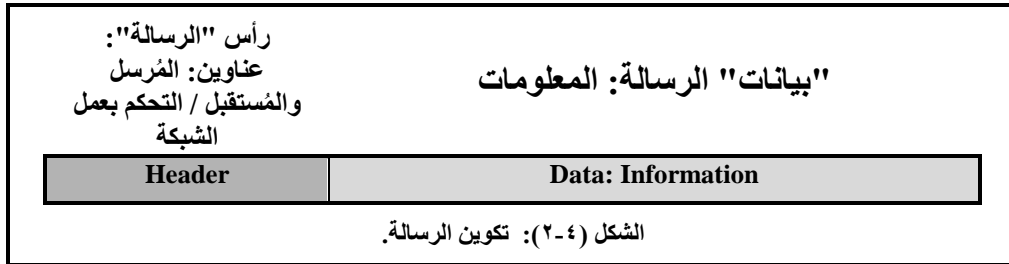 رأس "الرسالة":
عناوين: المُرسل
والمُستقبل / التحكم بعمل
الشبكة
"بيانات" الرسالة: المعلومات
Header
Data: Information
الشكل (٤-٢): تكوين الرسالة.